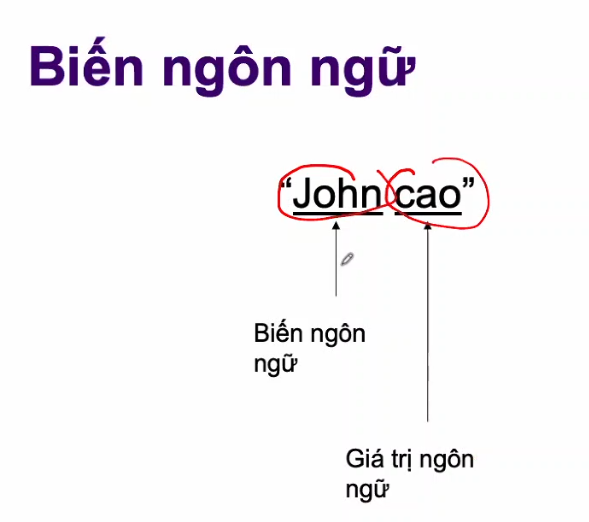 Biến ngôn ngữ
“John cao”
Biến ngôn
ngữ
Giá trị ngôn
ngữ